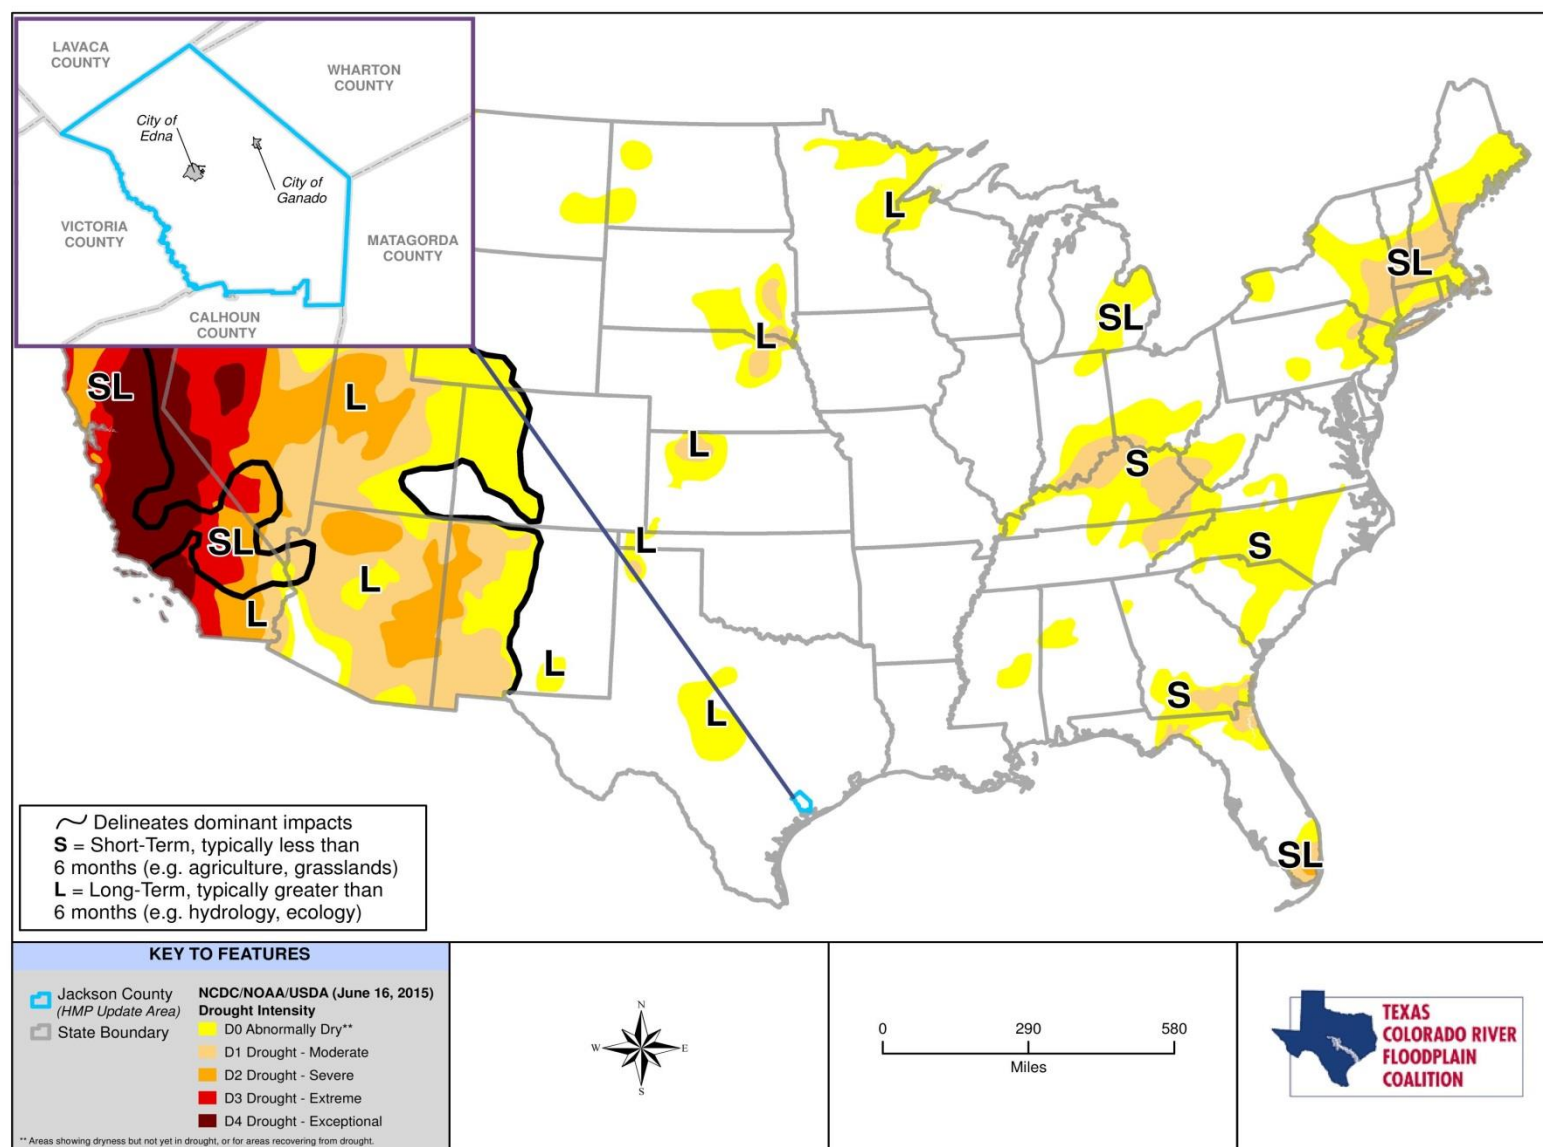 LAVACA
COUNTY
WHARTON
COUNTY
City of
Edna
City of
Ganado
VICTORIA
COUNTY
MATAGORDA
COUNTY
CALHOUN
COUNTY
L
SL
SL
L
SL
L
L
S
SL
L
S
L
L
L
L
S
L
SL
Delineates dominant impacts
S = Short-Term, typically less than
6 months (e.g. agriculture, grasslands)
L = Long-Term, typically greater than
6 months (e.g. hydrology, ecology)
KEY TO FEATURES
Jackson County
(HMP Update Area)
State Boundary
NCDC/NOAA/USDA (June 16, 2015)
Drought Intensity
D0 Abnormally Dry**
D1 Drought - Moderate
D2 Drought - Severe
D3 Drought - Extreme
D4 Drought - Exceptional
** Areas showing dryness but not yet in drought, or for areas recovering from drought.
N
W E
S
0 290 580
Miles
TEXAS
COLORADO RIVER
FLOODPLAIN
COALITION